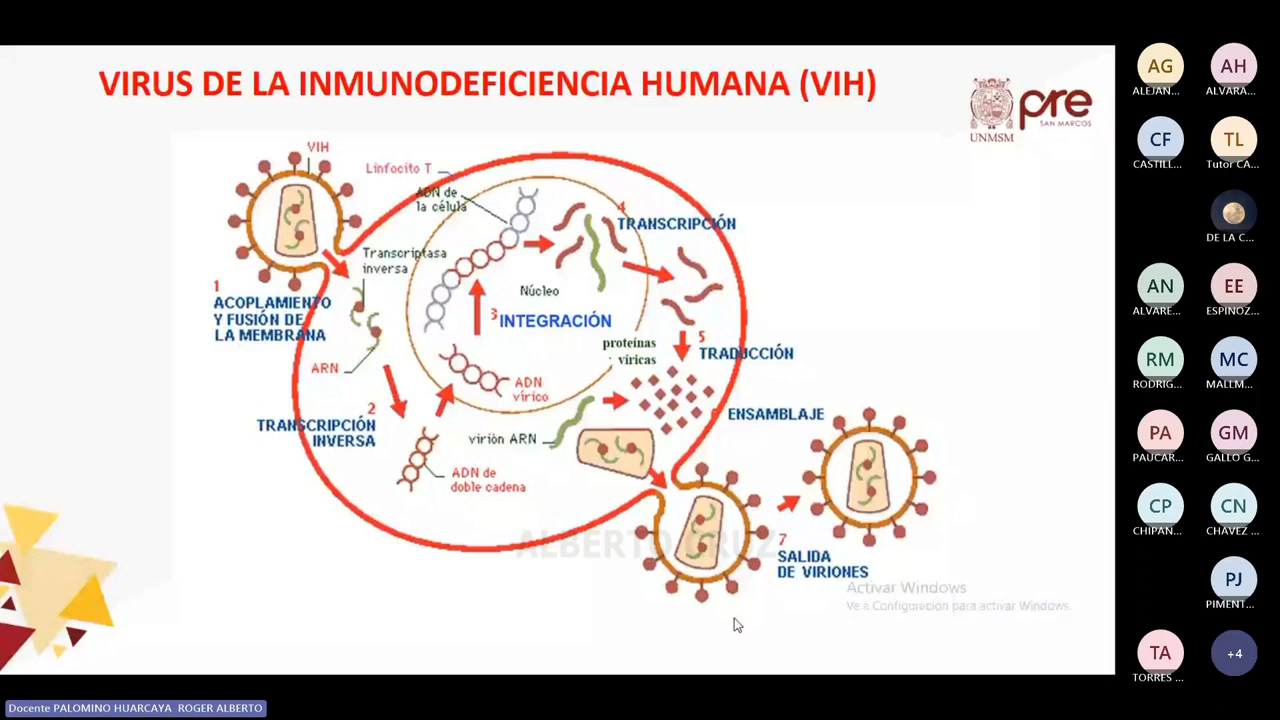 VIRUS DE LA INMUNODEFICIENCIA HUMANA (VIH)
UNMSM
pre
SAN MARCOS
VIH
Linfocito T
ADN de
la célula
Transcriptasa
inversa
1
ACOPLAMIENTO
Y FUSIÓN DE
LA MEMBRANA
ARN
2
TRANSCRIPCIÓN
INVERSA
ADN de
doble cadena
ADN
vírico
3
INTEGRACIÓN
Núcleo
4
TRANSCRIPCIÓN
5
TRADUCCIÓN
proteínas
víricas
virión ARN
6
ENSAMBLAJE
7
SALIDA
DE VIRIONES
ALBERTO CRUZ
Activar Windows
Ve a Configuración para activar Windows.
AG
ALEJAN...
AH
ALVARA...
CF
CASTILL...
TL
Tutor CA...
DE LA C...
AN
ALVARE...
EE
ESPINOZ...
RM
RODRIG...
MC
MALLM...
PA
PAUCAR...
GM
GALLO G...
CP
CHIPAN...
CN
CHÁVEZ ...
PJ
PIMENT...
TA
TORRES ...
+4
Docente PALOMINO HUARCAYA ROGER ALBERTO